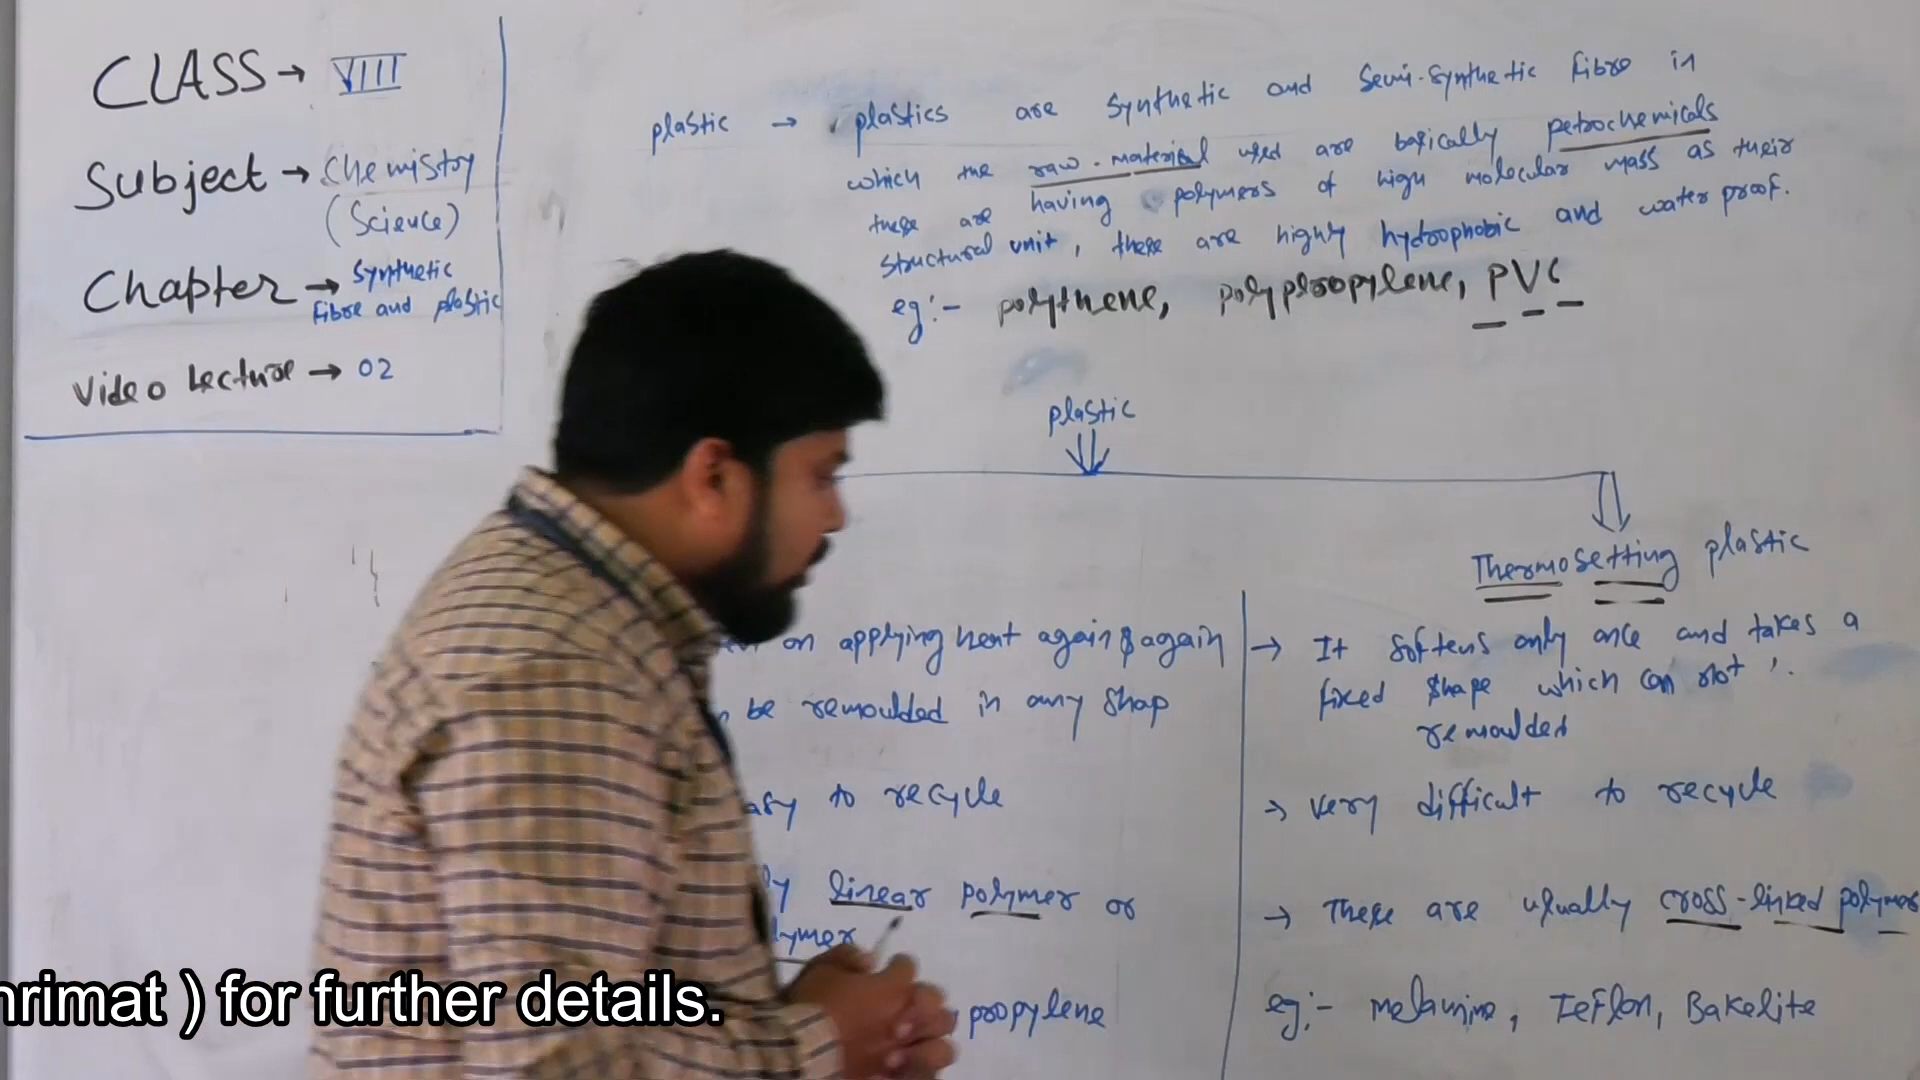 CLASS → VIII
Subject → Chemistry
(Science)
Chapter → Synthetic
Fibre and plastic
Video Lecture → 02
plastic → plastics are synthetic and Semi-Synthetic Fibre in
which the raw-material used are basically petrochemicals
these are having polymers of high molecular mass as their
structural unit, these are highly hydrophobic and waterproof.
eg:- polythene, polypropylene, PVC
plastic
Thermosetting plastic
on applying heat again & again
be remoulded in any shap
to recycle
linear polymer or
propylene
→ It softens only once and takes a
fixed shape which can not
remoulded
→ very difficult to recycle
→ These are usually cross-linked polymer
eg:- Melamine, Teflon, Bakelite
) for further details.